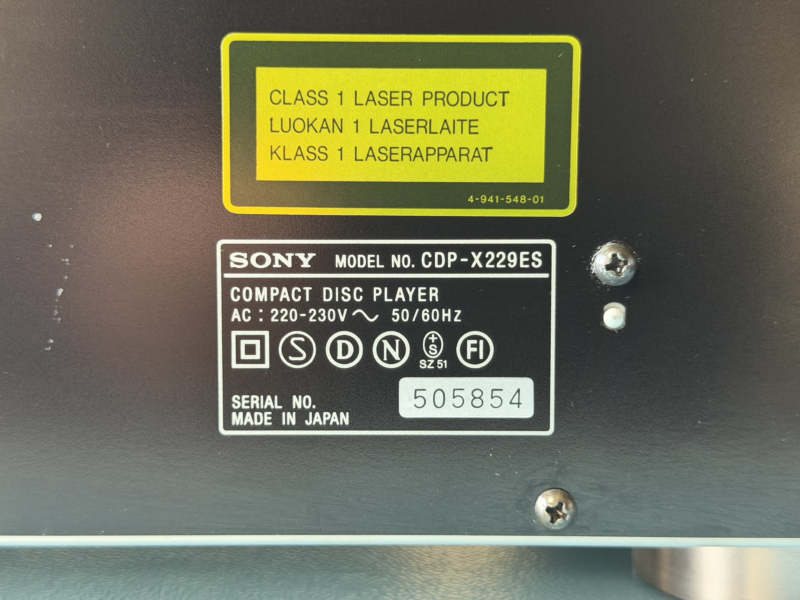 CLASS 1 LASER PRODUCT
LUOKAN 1 LASERLAITE
KLASS 1 LASERAPPARAT
4-941-548-01
SONY MODEL NO. CDP-X229ES
COMPACT DISC PLAYER
AC : 220-230V ~ 50/60Hz
S D N +S FI
SZ 51
SERIAL NO. 505854
MADE IN JAPAN